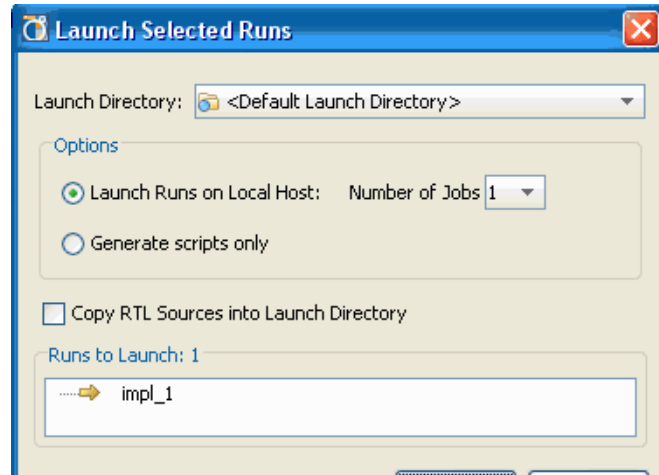 Launch Selected Runs
Launch Directory: <Default Launch Directory>
Options
Launch Runs on Local Host: Number of Jobs 1
Generate scripts only
Copy RTL Sources into Launch Directory
Runs to Launch: 1
impl_1